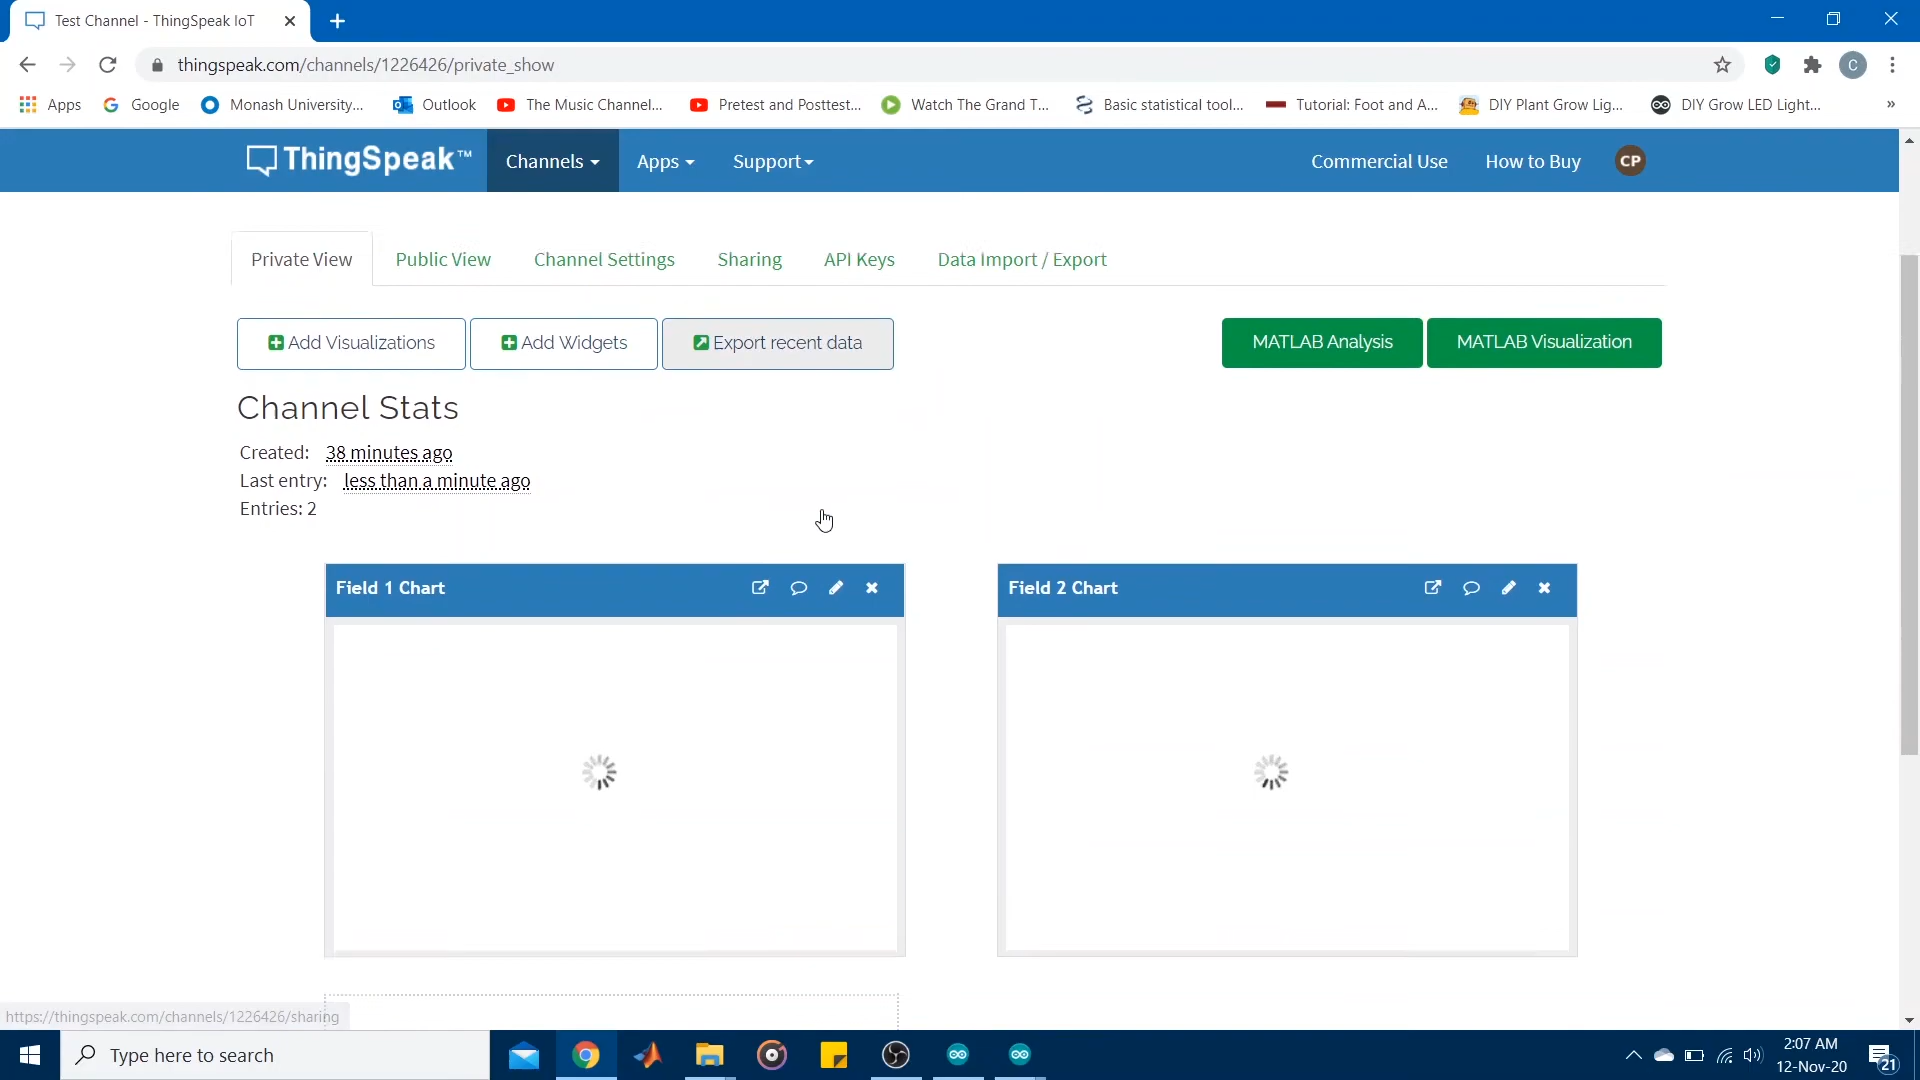 Test Channel - ThingSpeak IoT
thingspeak.com/channels/1226426/private_show
C
Apps Google Monash University... Outlook The Music Channel... Pretest and Posttest... Watch The Grand T... Basic statistical tool... Tutorial: Foot and A... DIY Plant Grow Lig... DIY Grow LED Light... »
ThingSpeak™ Channels Apps Support Commercial Use How to Buy CP
Private View Public View Channel Settings Sharing API Keys Data Import / Export
Add Visualizations Add Widgets Export recent data MATLAB Analysis MATLAB Visualization
Channel Stats
Created: 38 minutes ago
Last entry: less than a minute ago
Entries: 2
Field 1 Chart Field 2 Chart
https://thingspeak.com/channels/1226426/sharing
Type here to search
2:07 AM
12-Nov-20
21